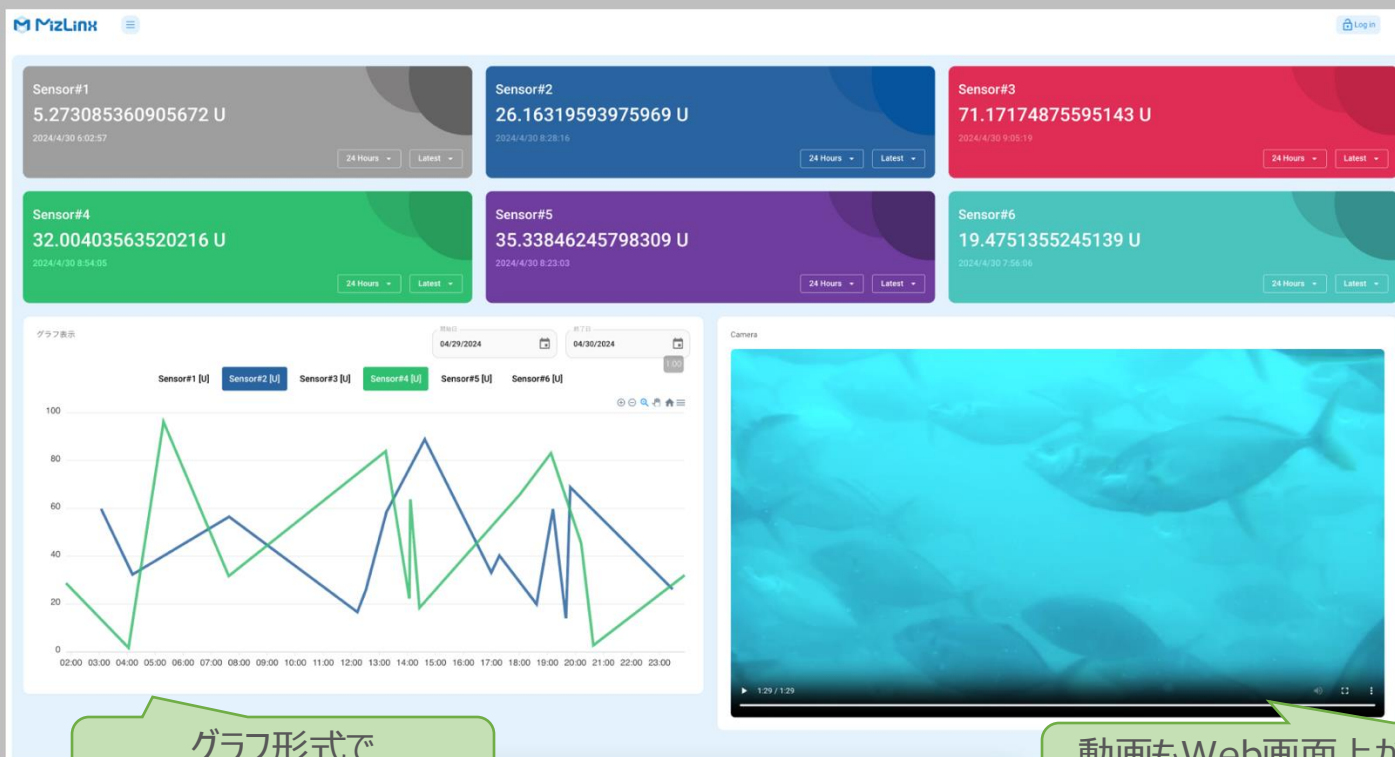 MizLinx
Log in
Sensor#1
5.273085360905672 U
2024/4/30 6:02:57
24 Hours
Latest
Sensor#2
26.16319593975969 U
2024/4/30 8:28:16
24 Hours
Latest
Sensor#3
71.17174875595143 U
2024/4/30 9:05:19
24 Hours
Latest
Sensor#4
32.00403563520216 U
2024/4/30 8:54:05
24 Hours
Latest
Sensor#5
35.33846245798309 U
2024/4/30 8:23:03
24 Hours
Latest
Sensor#6
19.4751355245139 U
2024/4/30 7:56:06
24 Hours
Latest
グラフ表示
開始日
04/29/2024
終了日
04/30/2024
1:00
Sensor#1 [U] Sensor#2 [U] Sensor#3 [U] Sensor#4 [U] Sensor#5 [U] Sensor#6 [U]
100
80
60
40
20
0
02:00 03:00 04:00 05:00 06:00 07:00 08:00 09:00 10:00 11:00 12:00 13:00 14:00 15:00 16:00 17:00 18:00 19:00 20:00 21:00 22:00 23:00
Camera
1:29 / 1:29
グラフ形式で
動画もWeb画面上か